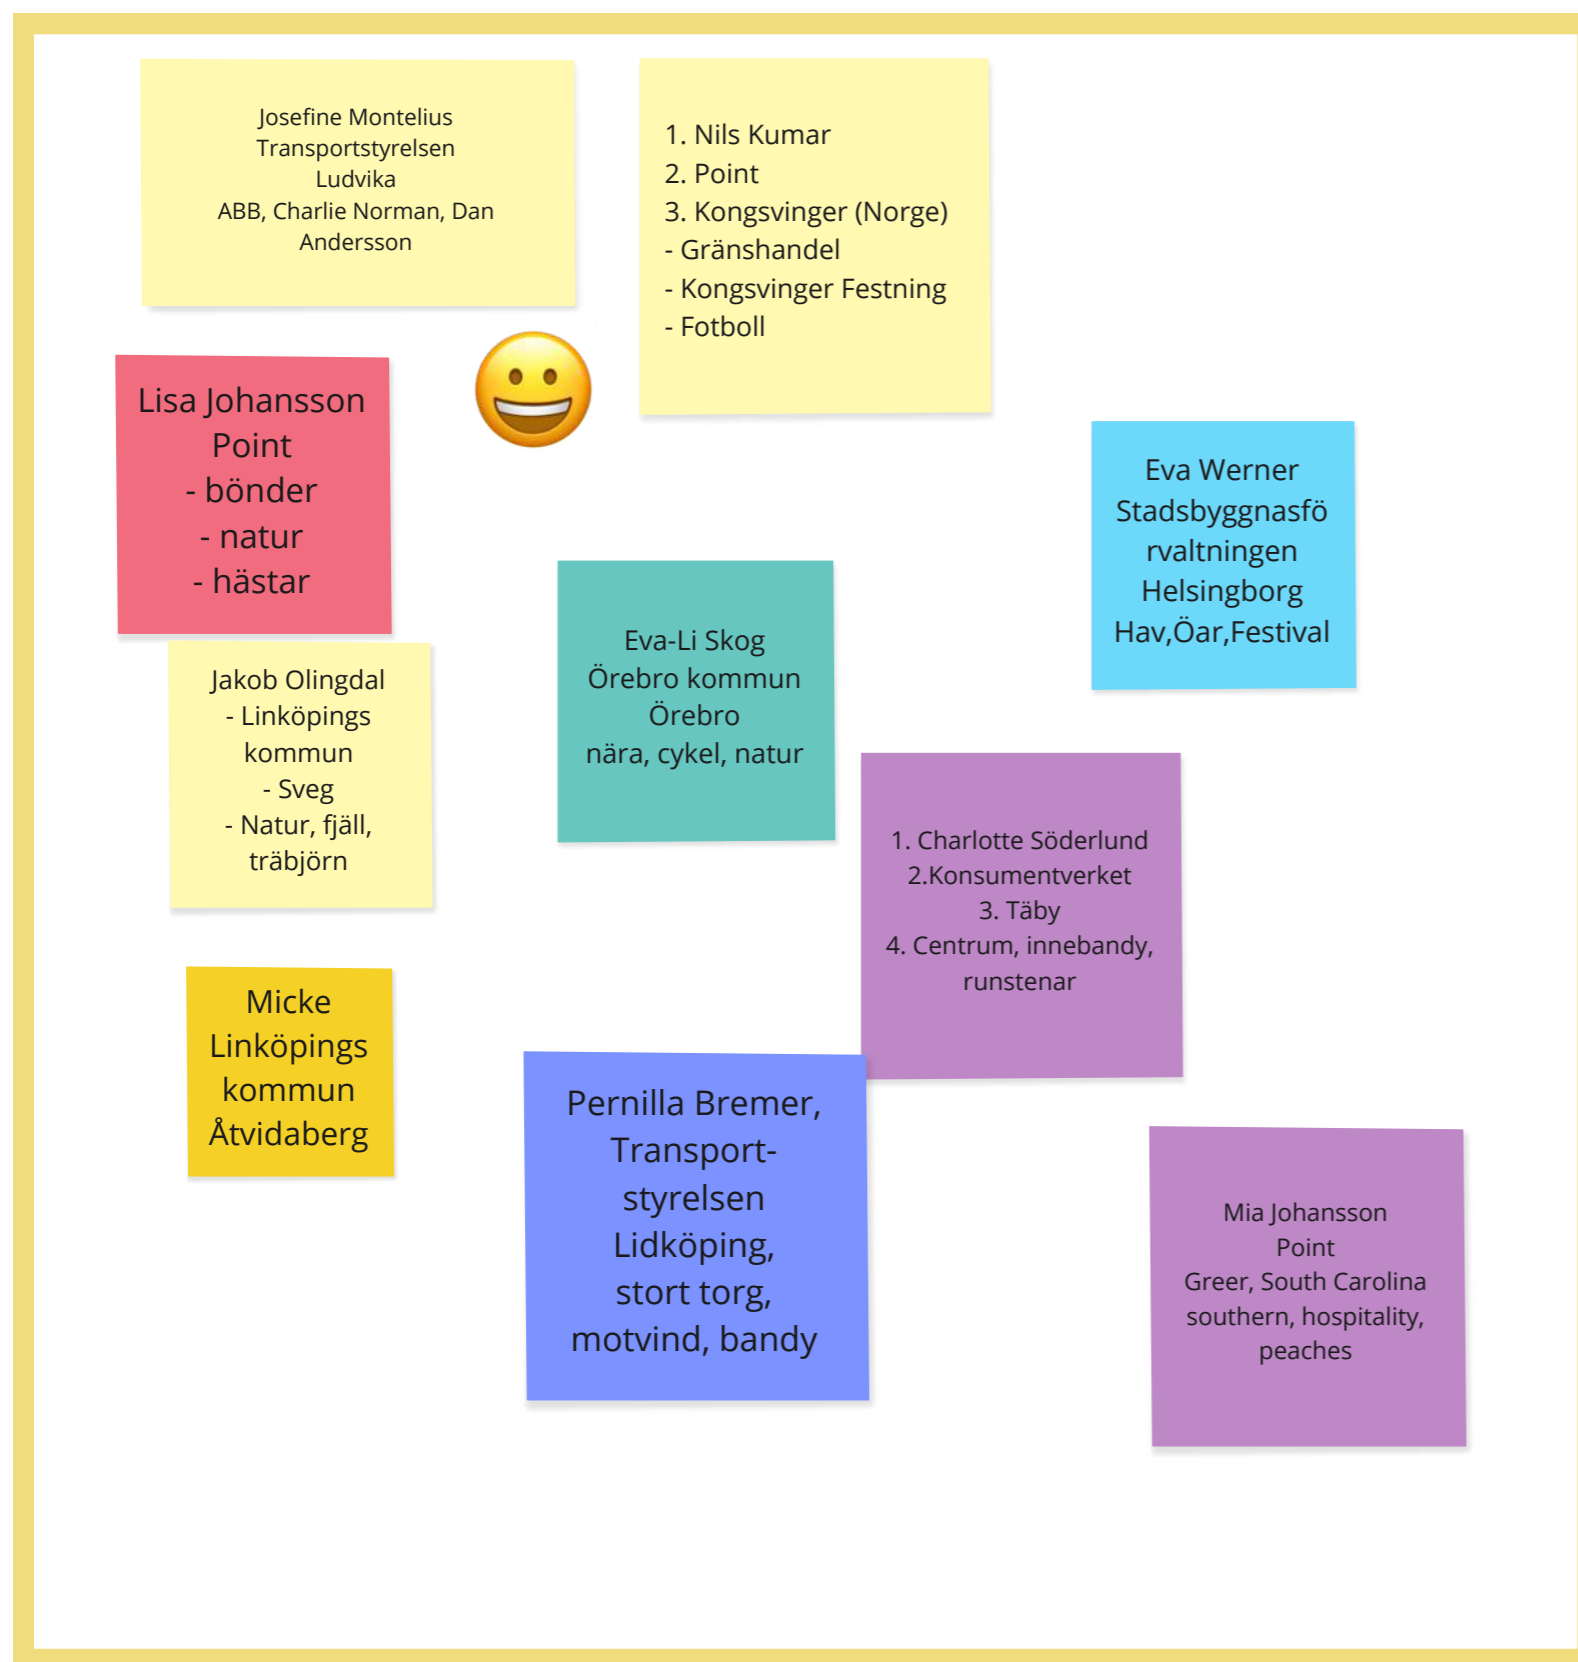 Josefine Montelius
Transportstyrelsen
Ludvika
ABB, Charlie Norman, Dan
Andersson
1. Nils Kumar
2. Point
3. Kongsvinger (Norge)
- Gränshandel
- Kongsvinger Festning
- Fotboll
Lisa Johansson
Point
- bönder
- natur
- hästar
Eva Werner
Stadsbyggnasfö
rvaltningen
Helsingborg
Hav,Öar,Festival
Eva-Li Skog
Örebro kommun
Örebro
nära, cykel, natur
Jakob Olingdal
- Linköpings
kommun
- Sveg
- Natur, fjäll,
träbjörn
1. Charlotte Söderlund
2.Konsumentverket
3. Täby
4. Centrum, innebandy,
runstenar
Micke
Linköpings
kommun
Åtvidaberg
Pernilla Bremer,
Transport-
styrelsen
Lidköping,
stort torg,
motvind, bandy
Mia Johansson
Point
Greer, South Carolina
southern, hospitality,
peaches